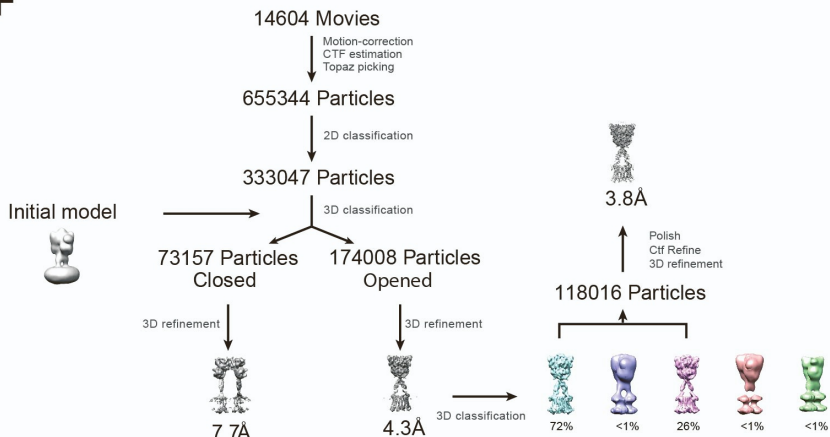 14604 Movies
Motion-correction
CTF estimation
Topaz picking
655344 Particles
2D classification
333047 Particles
Initial model
3D classification
73157 Particles
Closed
174008 Particles
Opened
3D refinement
3D refinement
7.7Å
4.3Å
3D classification
3.8Å
Polish
Ctf Refine
3D refinement
118016 Particles
72%
<1%
26%
<1%
<1%